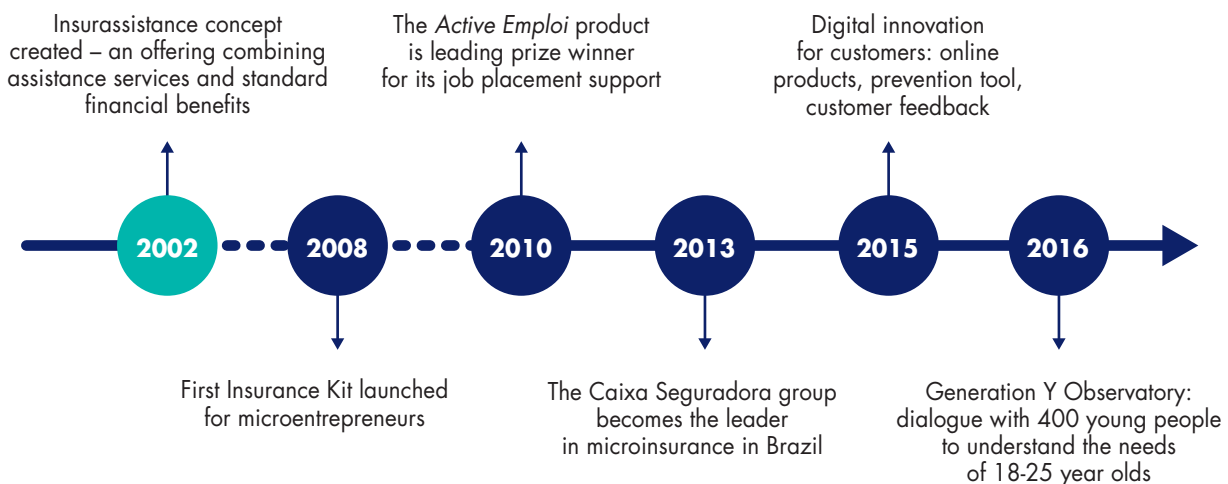 Insurassistance concept
created – an offering combining
assistance services and standard
financial benefits
The Active Emploi product
is leading prize winner
for its job placement support
Digital innovation
for customers: online
products, prevention tool,
customer feedback
2002
2008
2010
2013
2015
2016
First Insurance Kit launched
for microentrepreneurs
The Caixa Seguradora group
becomes the leader
in microinsurance in Brazil
Generation Y Observatory:
dialogue with 400 young people
to understand the needs
of 18-25 year olds